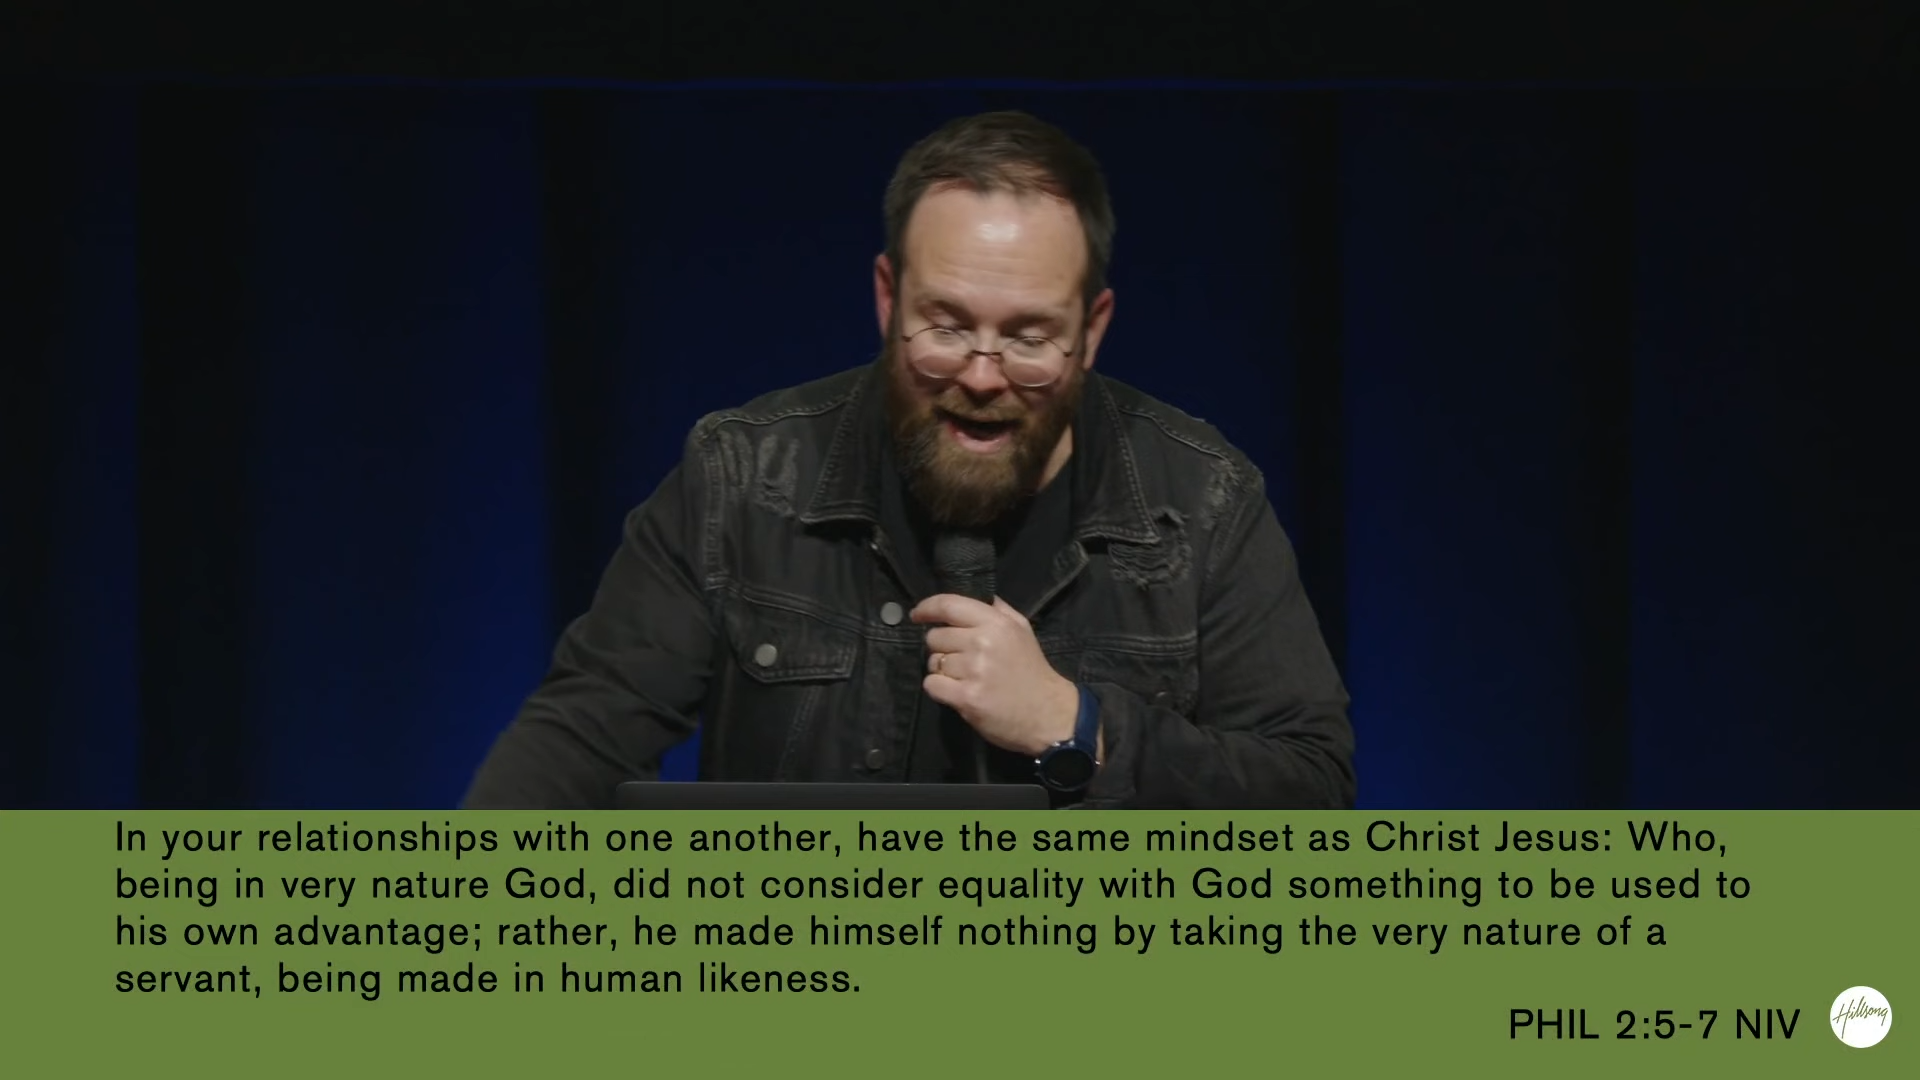 In your relationships with one another, have the same mindset as Christ Jesus: Who,
being in very nature God, did not consider equality with God something to be used to
his own advantage; rather, he made himself nothing by taking the very nature of a
servant, being made in human likeness.
PHIL 2:5-7 NIV
Hillsong